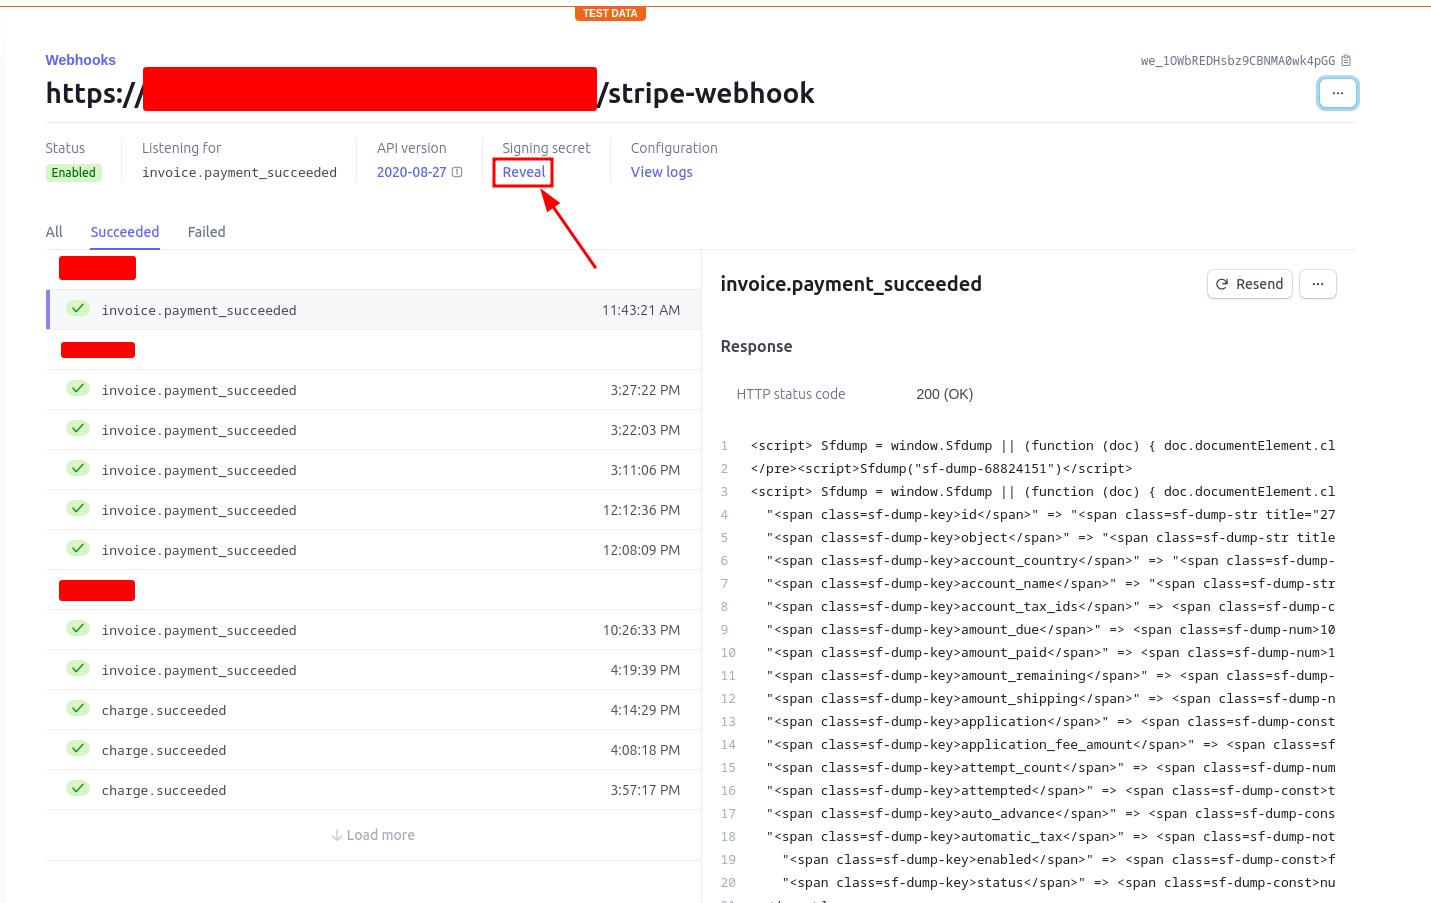 TEST DATA
Webhooks
we_1OWbREDHsbz9CBNMA0wk4pGG
https:// /stripe-webhook
...
Status
Listening for
API version
Signing secret
Configuration
Enabled
invoice.payment_succeeded
2020-08-27
Reveal
View logs
All
Succeeded
Failed
invoice.payment_succeeded 11:43:21 AM
invoice.payment_succeeded 3:27:22 PM
invoice.payment_succeeded 3:22:03 PM
invoice.payment_succeeded 3:11:06 PM
invoice.payment_succeeded 12:12:36 PM
invoice.payment_succeeded 12:08:09 PM
invoice.payment_succeeded 10:26:33 PM
invoice.payment_succeeded 4:19:39 PM
charge.succeeded 4:14:29 PM
charge.succeeded 4:08:18 PM
charge.succeeded 3:57:17 PM
Load more
invoice.payment_succeeded
Resend
...
Response
HTTP status code 200 (OK)
1 <script> Sfdump = window.Sfdump || (function (doc) { doc.documentElement.cl
2 </pre><script>Sfdump("sf-dump-68824151")</script>
3 <script> Sfdump = window.Sfdump || (function (doc) { doc.documentElement.cl
4 "<span class=sf-dump-key>id</span>" => "<span class=sf-dump-str title="27
5 "<span class=sf-dump-key>object</span>" => "<span class=sf-dump-str title
6 "<span class=sf-dump-key>account_country</span>" => "<span class=sf-dump-
7 "<span class=sf-dump-key>account_name</span>" => "<span class=sf-dump-str
8 "<span class=sf-dump-key>account_tax_ids</span>" => <span class=sf-dump-c
9 "<span class=sf-dump-key>amount_due</span>" => <span class=sf-dump-num>10
10 "<span class=sf-dump-key>amount_paid</span>" => <span class=sf-dump-num>1
11 "<span class=sf-dump-key>amount_remaining</span>" => <span class=sf-dump-
12 "<span class=sf-dump-key>amount_shipping</span>" => <span class=sf-dump-n
13 "<span class=sf-dump-key>application</span>" => <span class=sf-dump-const
14 "<span class=sf-dump-key>application_fee_amount</span>" => <span class=sf
15 "<span class=sf-dump-key>attempt_count</span>" => <span class=sf-dump-num
16 "<span class=sf-dump-key>attempted</span>" => <span class=sf-dump-const>t
17 "<span class=sf-dump-key>auto_advance</span>" => <span class=sf-dump-cons
18 "<span class=sf-dump-key>automatic_tax</span>" => <span class=sf-dump-not
19 "<span class=sf-dump-key>enabled</span>" => <span class=sf-dump-const>f
20 "<span class=sf-dump-key>status</span>" => <span class=sf-dump-const>nu